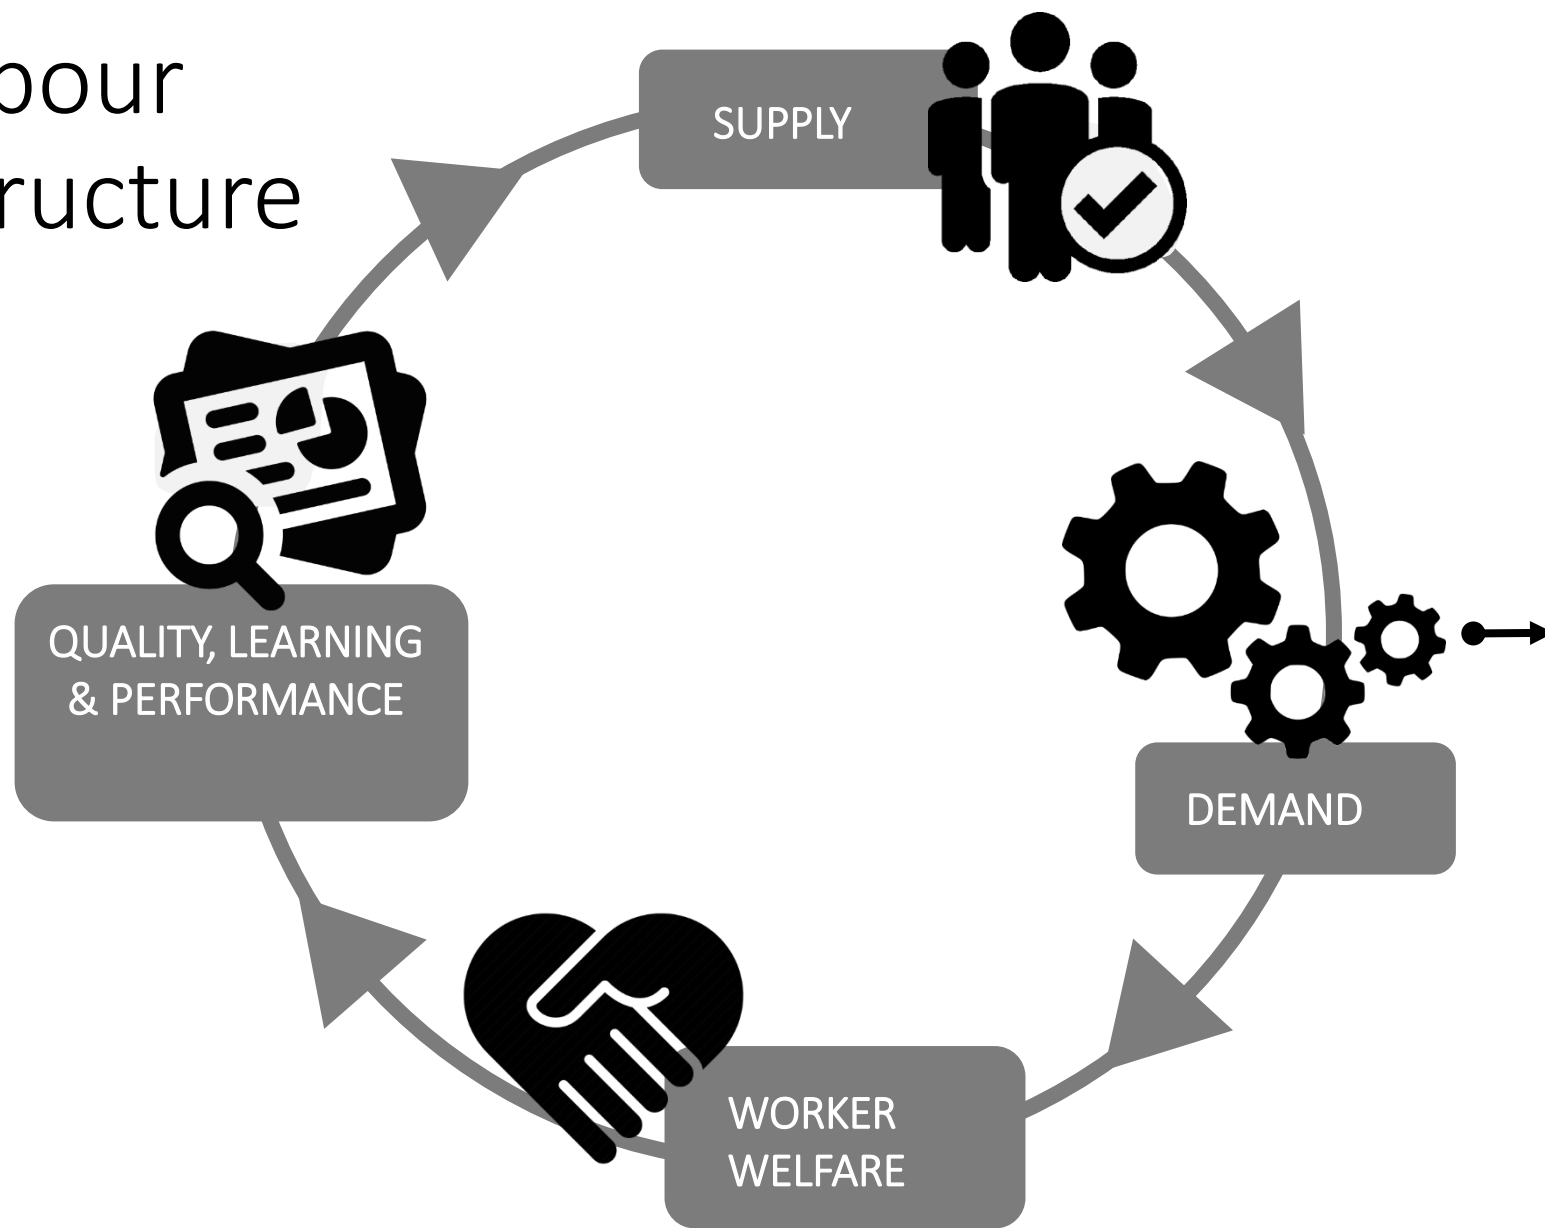 bour
ructure
SUPPLY
QUALITY, LEARNING
& PERFORMANCE
DEMAND
WORKER
WELFARE